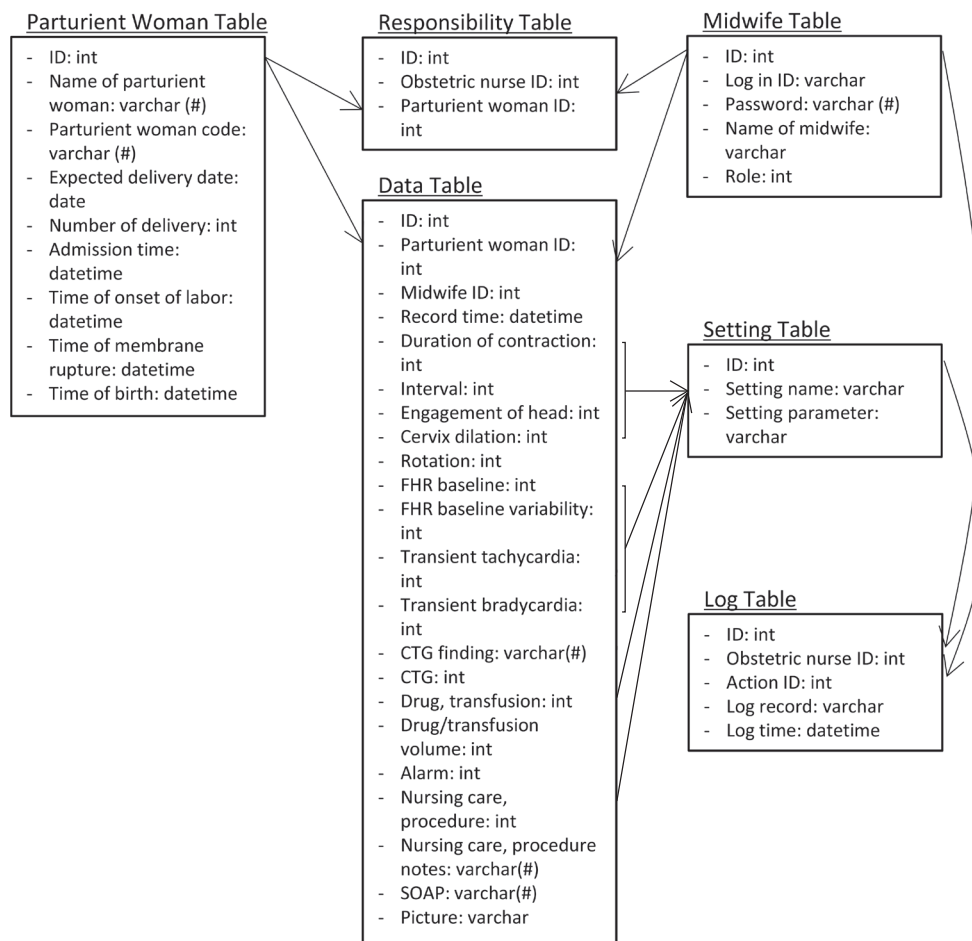 Parturient Woman Table
- ID: int
- Name of parturient
woman: varchar (#)
- Parturient woman code:
varchar (#)
- Expected delivery date:
date
- Number of delivery: int
- Admission time:
datetime
- Time of onset of labor:
datetime
- Time of membrane
rupture: datetime
- Time of birth: datetime
Responsibility Table
- ID: int
- Obstetric nurse ID: int
- Parturient woman ID:
int
Data Table
- ID: int
- Parturient woman ID:
int
- Midwife ID: int
- Record time: datetime
- Duration of contraction:
int
- Interval: int
- Engagement of head: int
- Cervix dilation: int
- Rotation: int
- FHR baseline: int
- FHR baseline variability:
int
- Transient tachycardia:
int
- Transient bradycardia:
int
- CTG finding: varchar(#)
- CTG: int
- Drug, transfusion: int
- Drug/transfusion
volume: int
- Alarm: int
- Nursing care,
procedure: int
- Nursing care, procedure
notes: varchar(#)
- SOAP: varchar(#)
- Picture: varchar
Midwife Table
- ID: int
- Log in ID: varchar
- Password: varchar (#)
- Name of midwife:
varchar
- Role: int
Setting Table
- ID: int
- Setting name: varchar
- Setting parameter:
varchar
Log Table
- ID: int
- Obstetric nurse ID: int
- Action ID: int
- Log record: varchar
- Log time: datetime